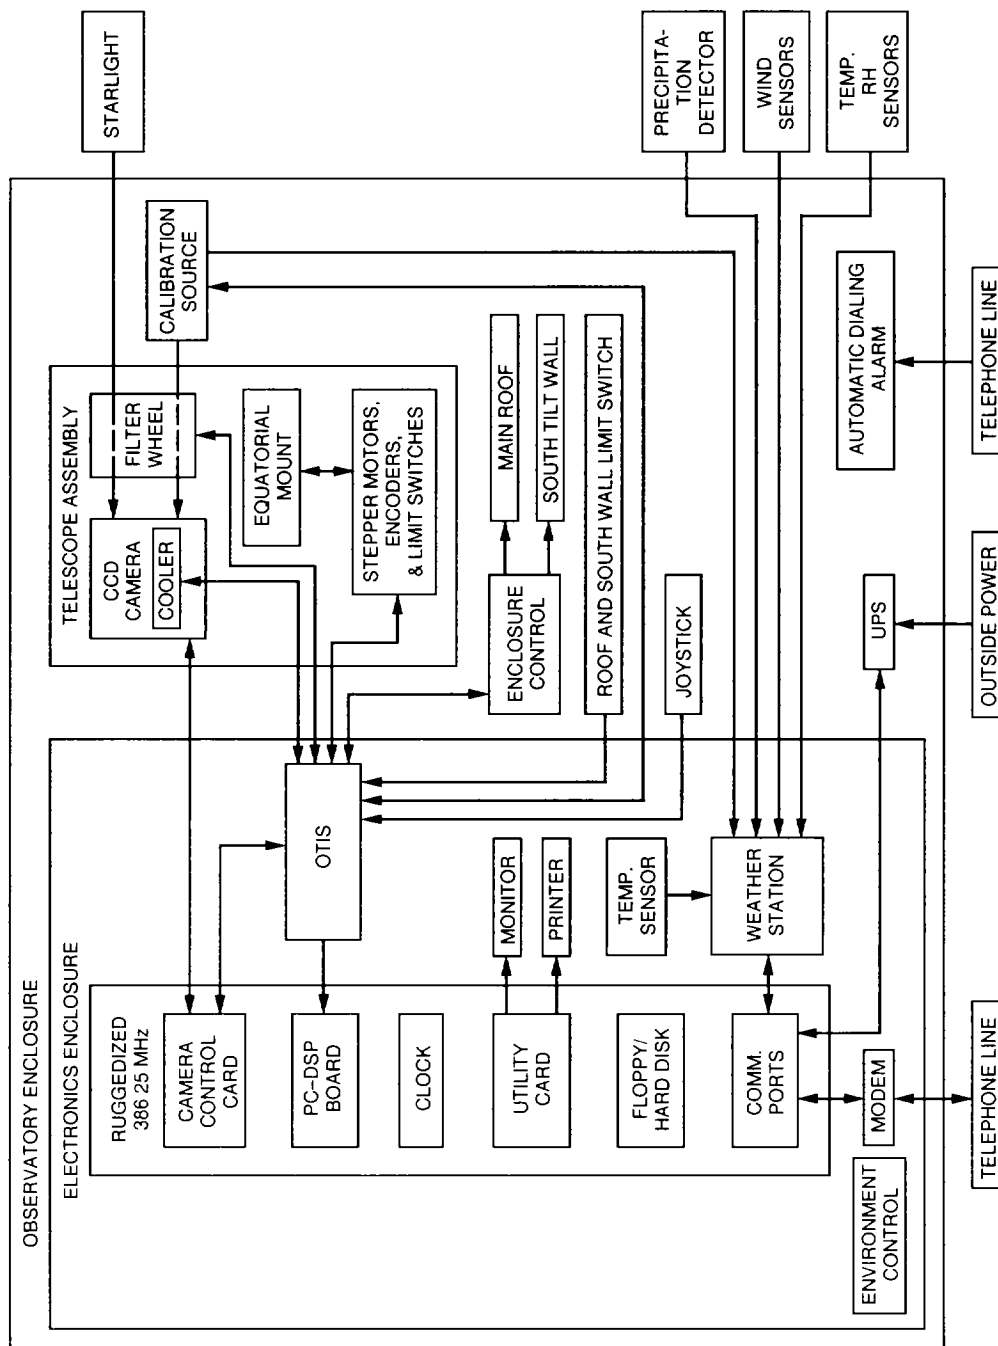 OBSERVATORY ENCLOSURE
ELECTRONICS ENCLOSURE
RUGGEDIZED
386 25 MHz
CAMERA
CONTROL
CARD
PC-DSP
BOARD
CLOCK
UTILITY
CARD
FLOPPY/
HARD DISK
COMM.
PORTS
MODEM
ENVIRONMENT
CONTROL
TELEPHONE LINE
OTIS
MONITOR
PRINTER
TEMP.
SENSOR
WEATHER
STATION
TELESCOPE ASSEMBLY
CCD
CAMERA
COOLER
FILTER
WHEEL
EQUATORIAL
MOUNT
STEPPER MOTORS,
ENCODERS,
& LIMIT SWITCHES
ENCLOSURE
CONTROL
MAIN ROOF
SOUTH TILT WALL
ROOF AND SOUTH WALL LIMIT SWITCH
JOYSTICK
UPS
OUTSIDE POWER
CALIBRATION
SOURCE
AUTOMATIC DIALING
ALARM
TELEPHONE LINE
STARLIGHT
PRECIPITA-
TION
DETECTOR
WIND
SENSORS
TEMP.
RH
SENSORS